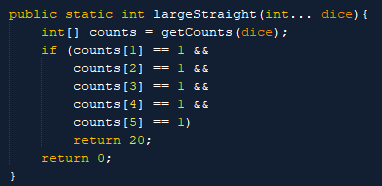 public static int largeStraight(int... dice){
    int[] counts = getCounts(dice);
    if (counts[1] == 1 &&
        counts[2] == 1 &&
        counts[3] == 1 &&
        counts[4] == 1 &&
        counts[5] == 1)
        return 20;
    return 0;
}